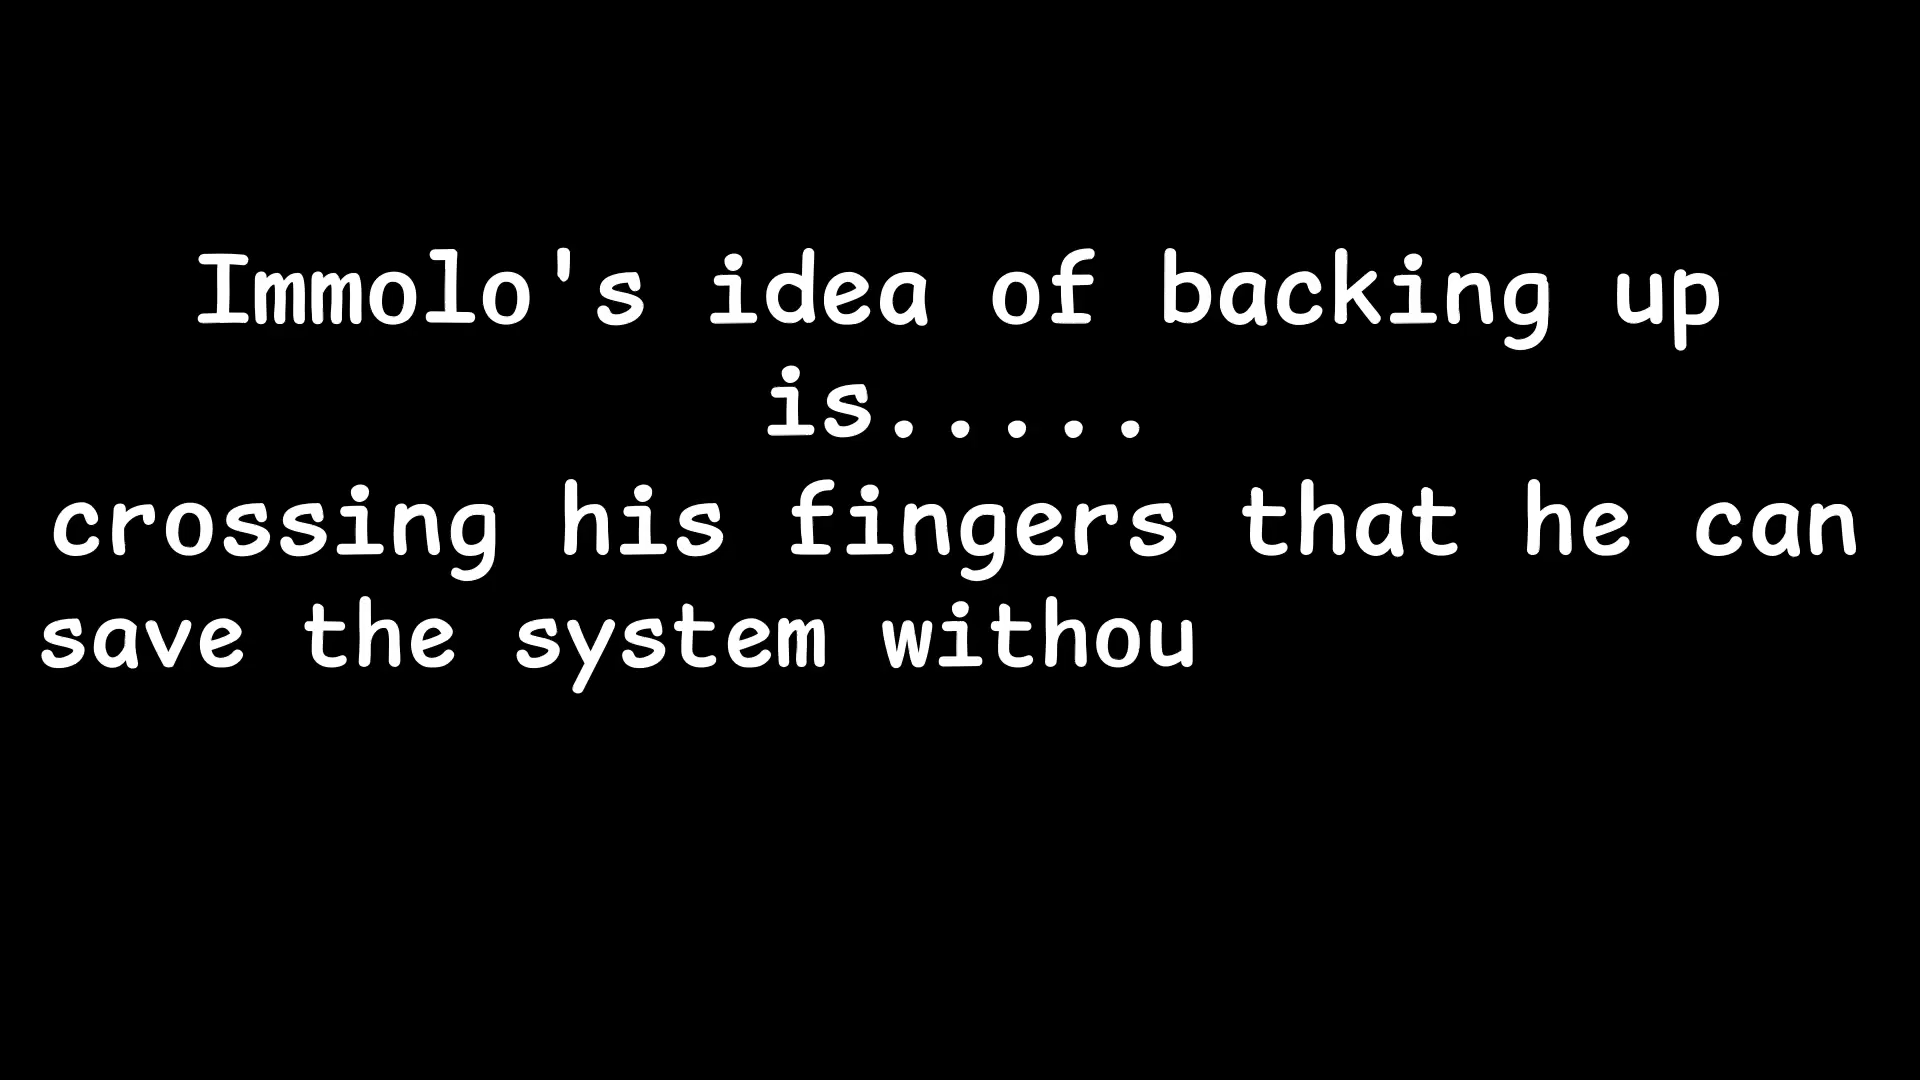 Immolo's idea of backing up
is.....
crossing his fingers that he can
save the system withou